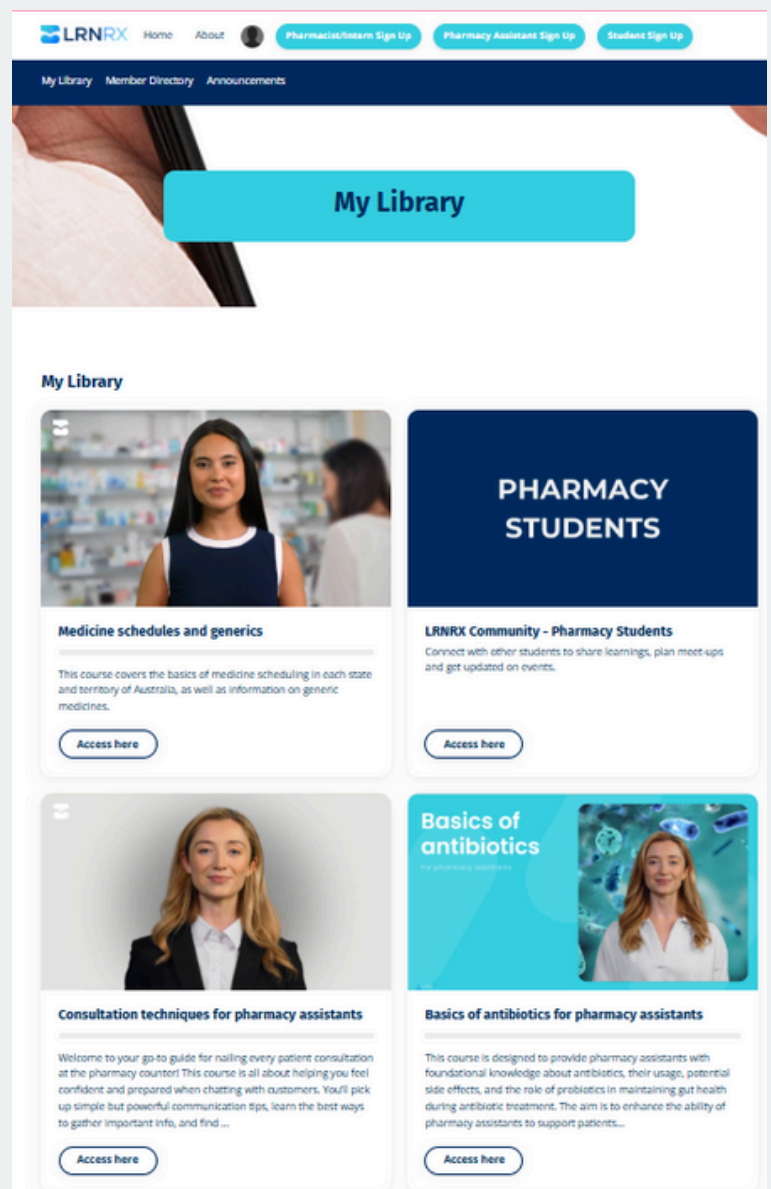 LRNRX Home About Pharmacist/Intern Sign Up Pharmacy Assistant Sign Up Student Sign Up
My Library Member Directory Announcements
My Library
My Library
PHARMACY
STUDENTS
Medicine schedules and generics
This course covers the basics of medicine scheduling in each state
and territory of Australia, as well as information on generic
medicines.
Access here
LRNRX Community - Pharmacy Students
Connect with other students to share learnings, plan meet-ups
and get updated on events.
Access here
Consultation techniques for pharmacy assistants
Welcome to your go-to guide for nailing every patient consultation
at the pharmacy counter! This course is all about helping you feel
confident and prepared when chatting with customers. You'll pick
up simple but powerful communication tips, learn the best ways
to gather important info, and find ...
Access here
Basics of
antibiotics
for pharmacy assistants
Basics of antibiotics for pharmacy assistants
This course is designed to provide pharmacy assistants with
foundational knowledge about antibiotics, their usage, potential
side effects, and the role of probiotics in maintaining gut health
during antibiotic treatment. The aim is to enhance the ability of
pharmacy assistants to support patients...
Access here